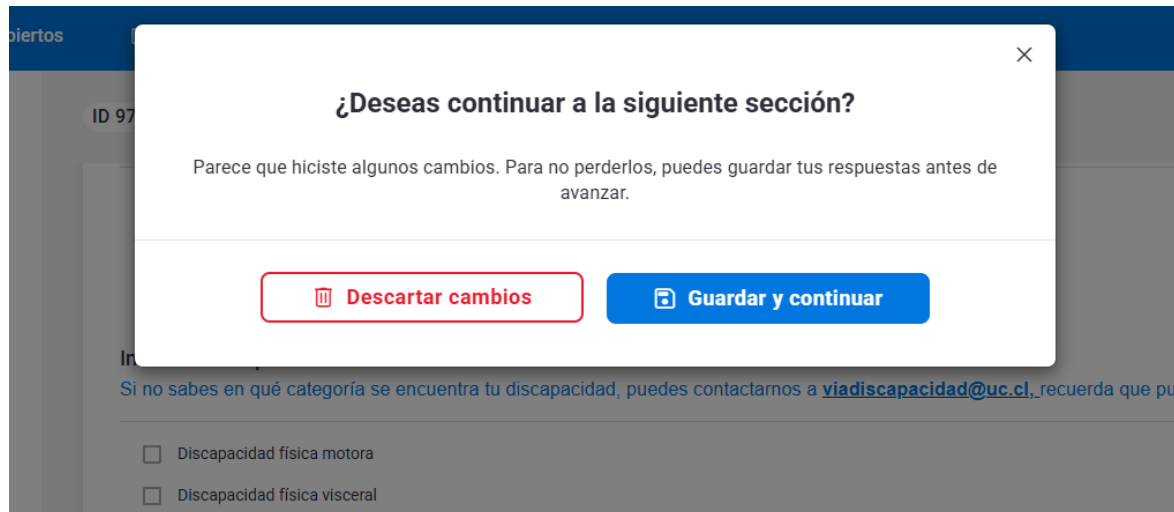 biertos
¿Deseas continuar a la siguiente sección?
ID 97
Parece que hiciste algunos cambios. Para no perderlos, puedes guardar tus respuestas antes de
avanzar.
Descartar cambios
Guardar y continuar
Si no sabes en qué categoría se encuentra tu discapacidad, puedes contactarnos a viadiscapacidad@uc.cl, recuerda que pu
Discapacidad física motora
Discapacidad física visceral